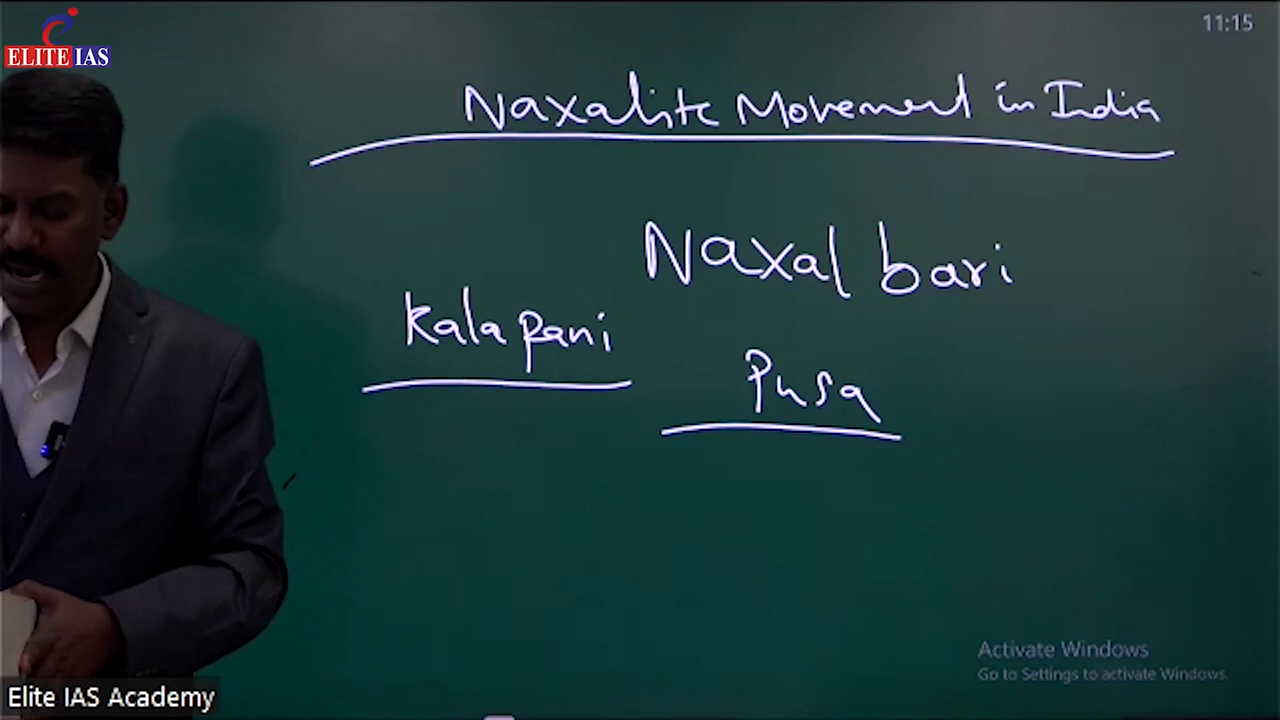 ELITE IAS
11:15
Naxalite Movement in India
Naxal bari
Kala pani
Pusa
Activate Windows
Go to Settings to activate Windows.
Elite IAS Academy